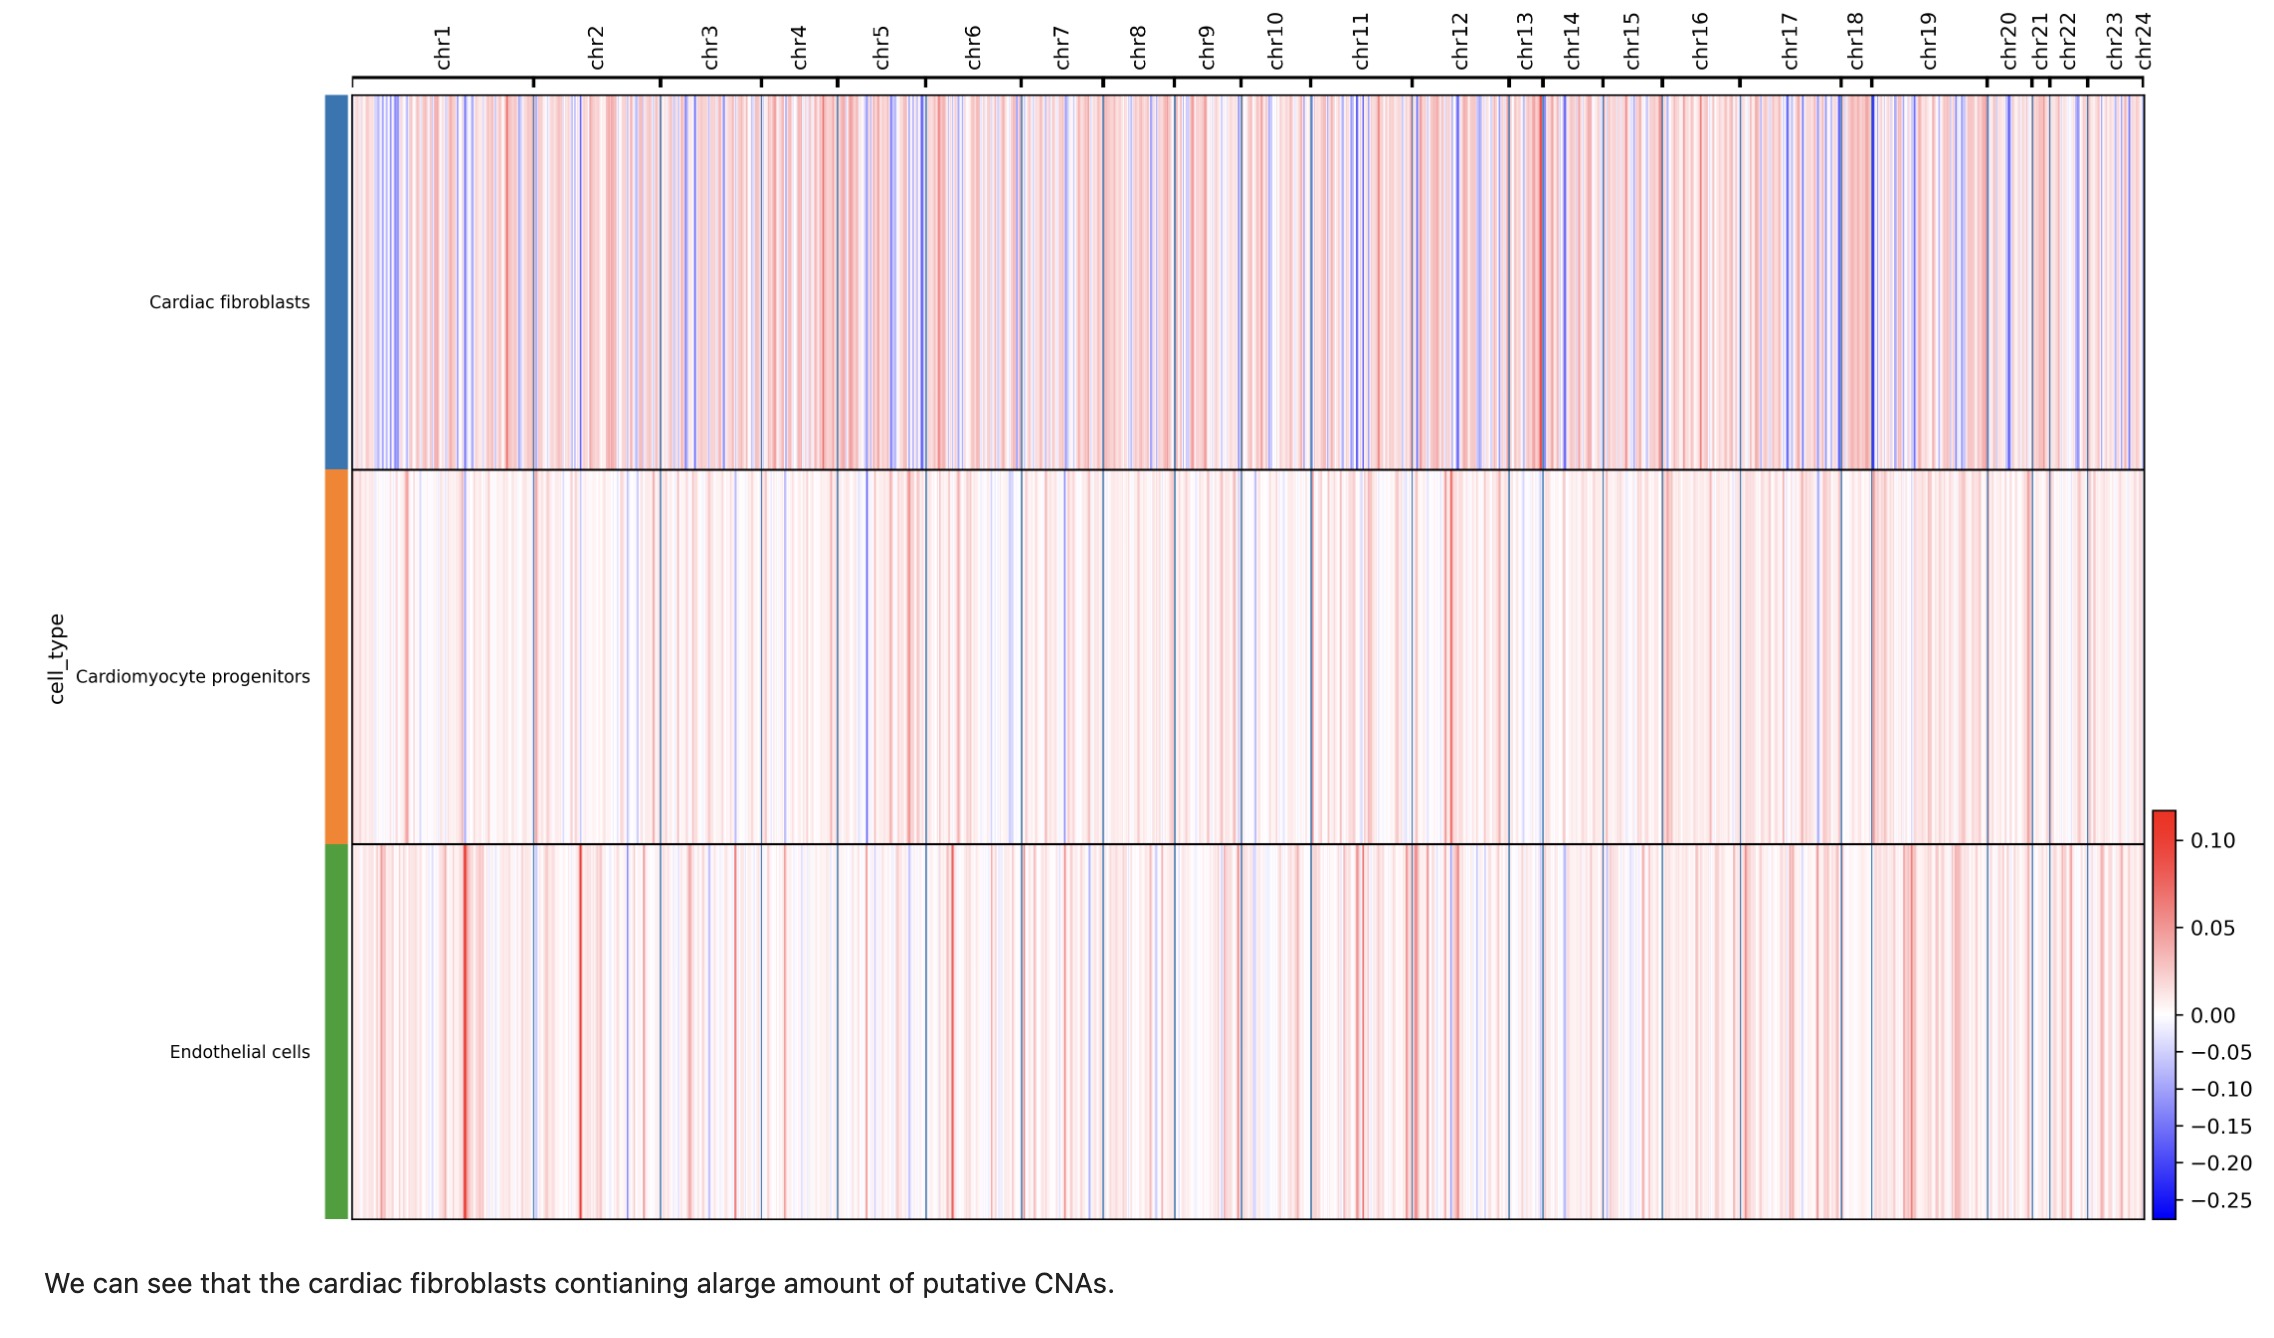 chr1 chr2 chr3 chr4 chr5 chr6 chr7 chr8 chr9 chr10 chr11 chr12 chr13 chr14 chr15 chr16 chr17 chr18 chr19 chr20 chr21 chr22 chr23 chr24
Cardiac fibroblasts
cell_type
Cardiomyocyte progenitors
Endothelial cells
0.10
0.05
0.00
−0.05
−0.10
−0.15
−0.20
−0.25
We can see that the cardiac fibroblasts contianing alarge amount of putative CNAs.